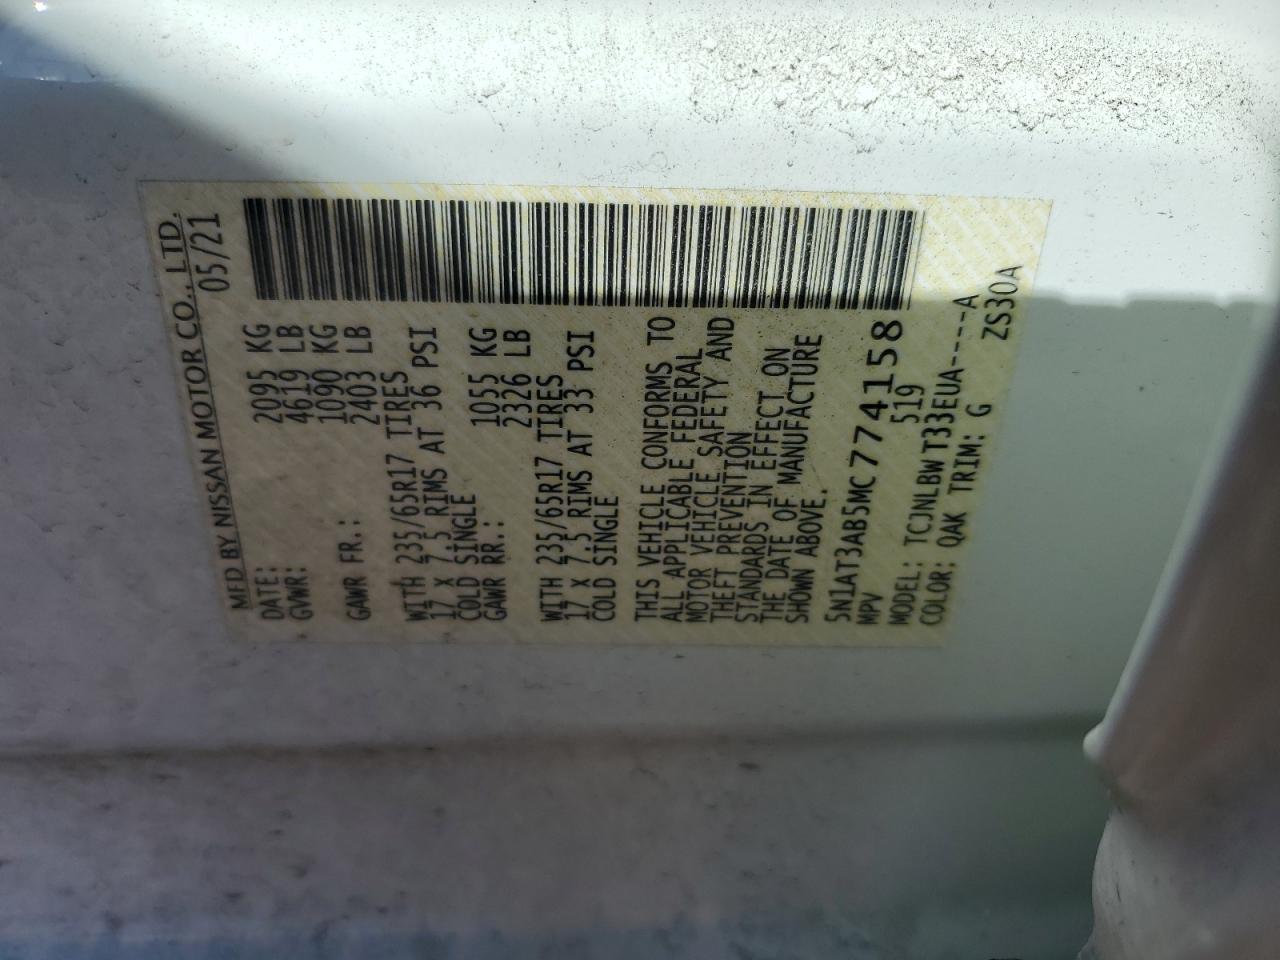 MFD BY NISSAN MOTOR CO., LTD.
DATE: 05/21
GVWR: 2095 KG
4619 LB
GAWR FR.: 1090 KG
2403 LB
WITH 235/65R17 TIRES
17 X 7.5 RIMS AT 36 PSI
COLD SINGLE
GAWR RR.: 1055 KG
2326 LB
WITH 235/65R17 TIRES
17 X 7.5 RIMS AT 33 PSI
COLD SINGLE
THIS VEHICLE CONFORMS TO
ALL APPLICABLE FEDERAL
MOTOR VEHICLE SAFETY AND
THEFT PREVENTION
STANDARDS IN EFFECT ON
THE DATE OF MANUFACTURE
SHOWN ABOVE.
5N1AT3AB5MC774158
MPV 519
MODEL: TCJNLBWT33EUA-----A
COLOR: QAK TRIM: G ZS30A